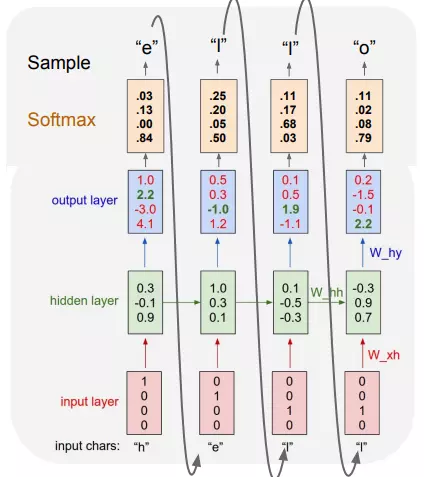 Sample “e” “l” “l” “o”
Softmax
.03 .25 .11 .11
.13 .20 .17 .02
.00 .05 .68 .08
.84 .50 .03 .79
output layer
1.0 0.5 0.1 0.2
2.2 0.3 0.5 -1.5
-3.0 -1.0 1.9 -0.1
4.1 1.2 -1.1 2.2
W_hy
hidden layer
0.3 1.0 0.1 -0.3
-0.1 0.3 -0.5 0.9
0.9 0.1 -0.3 0.7
W_hh
W_xh
input layer
1 0 0 0
0 1 0 0
0 0 1 1
0 0 0 0
input chars: “h” “e” “l” “l”